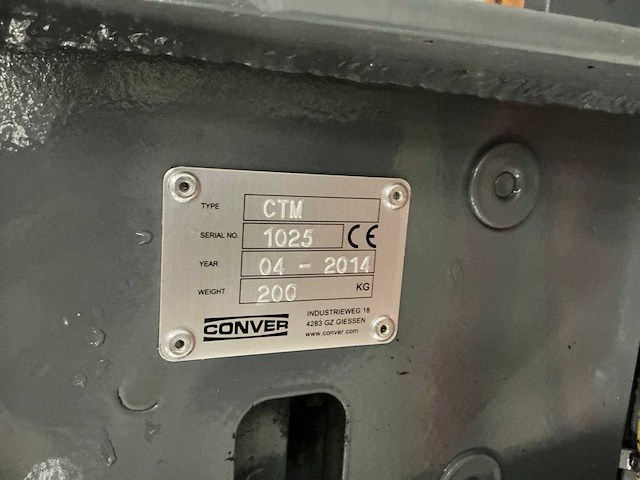 TYPE CTM
SERIAL NO. 1025 CE
YEAR 04 - 2014
WEIGHT 200 KG
CONVER
INDUSTRIEWEG 18
4283 GZ GIESSEN
www.conver.com